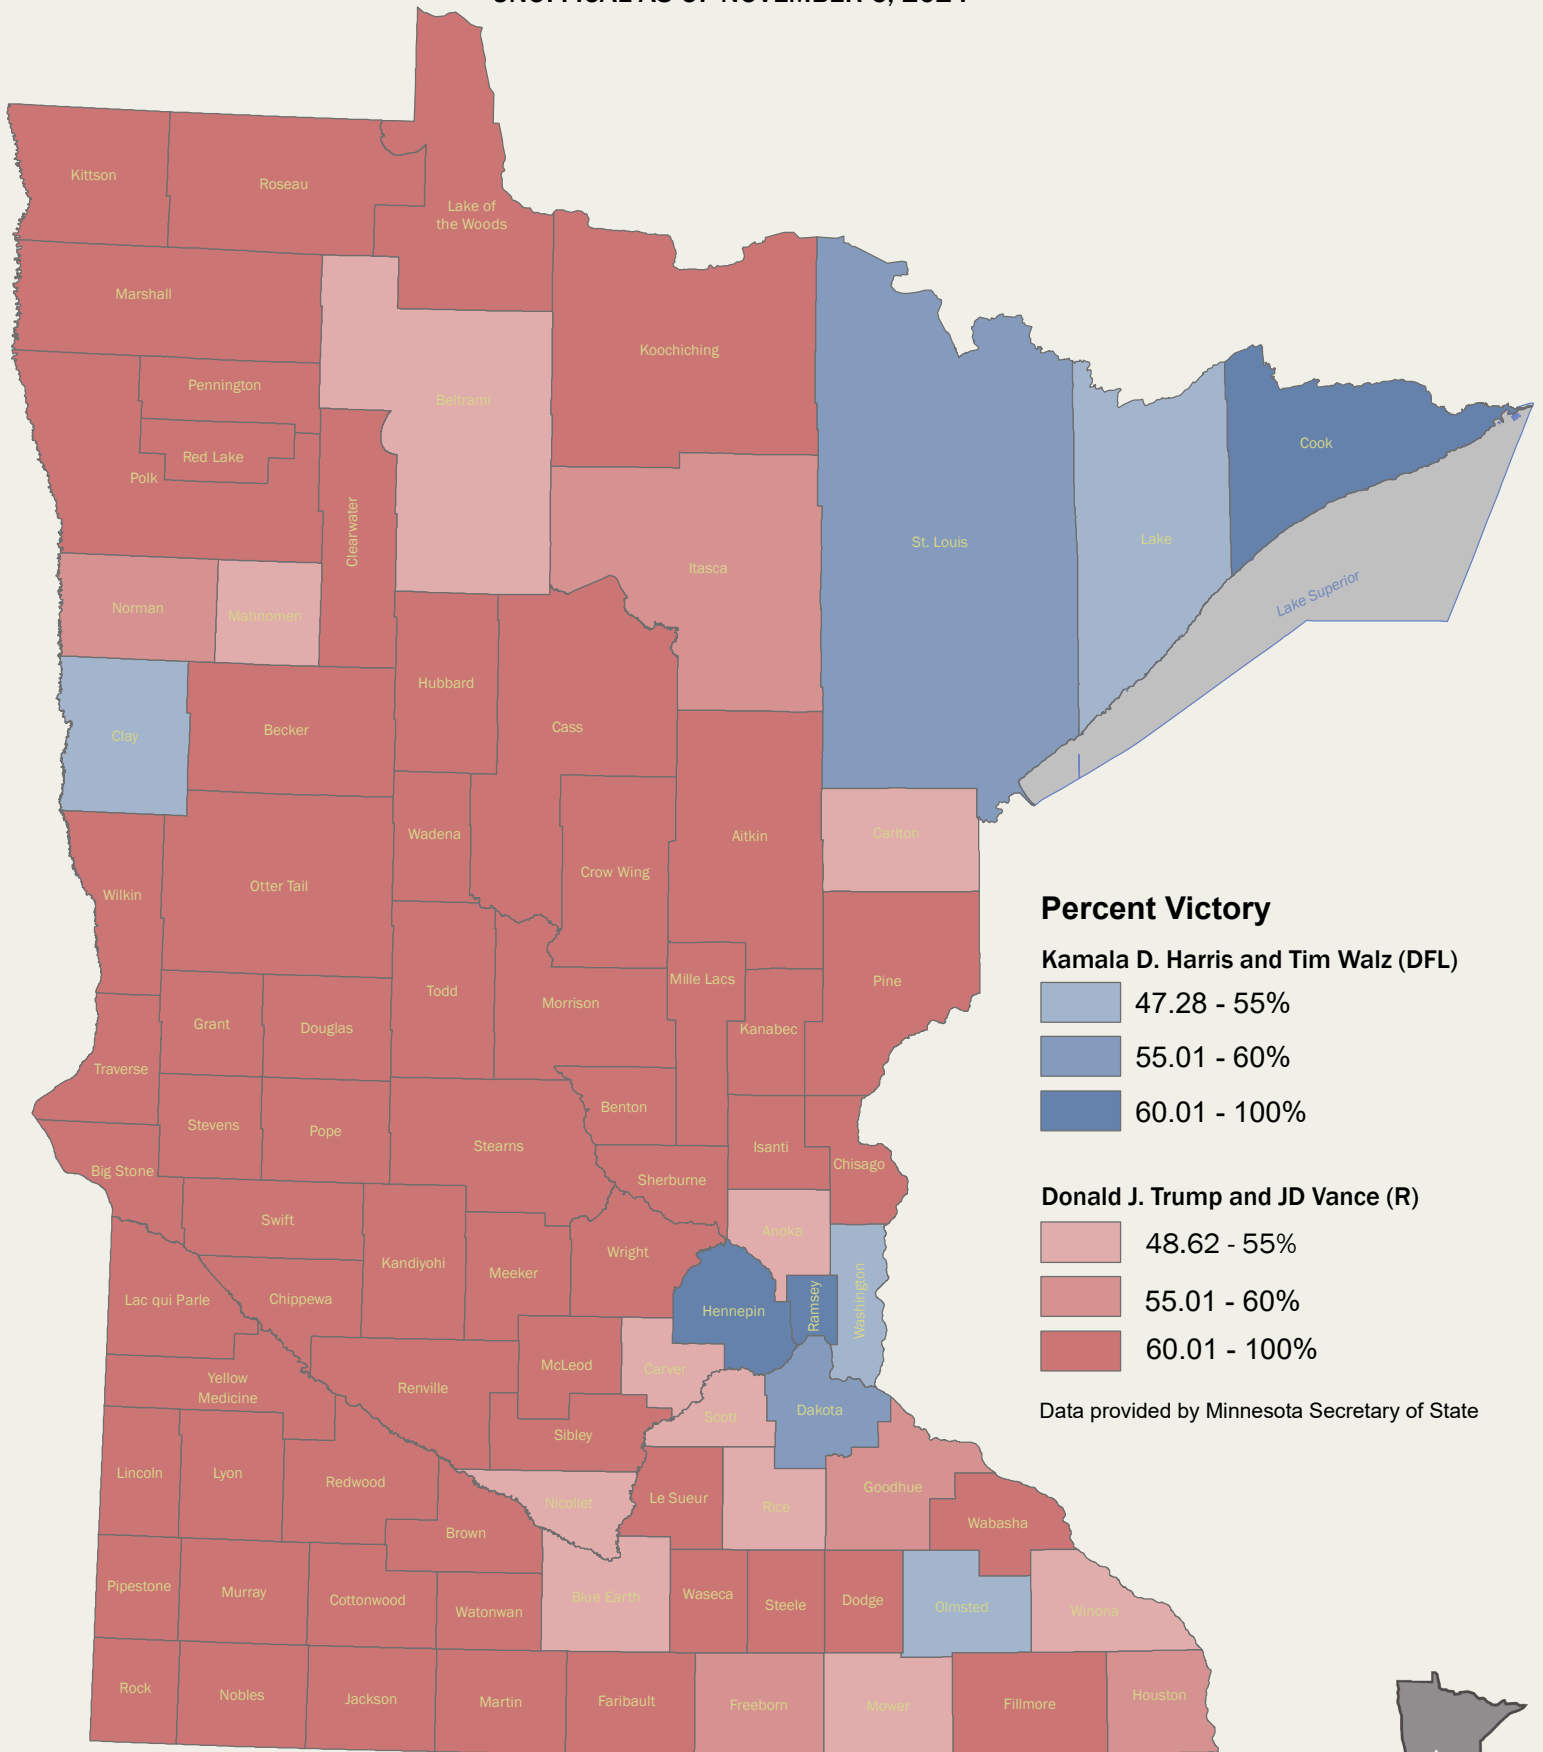 Kittson
Roseau
Lake of
the Woods
Marshall
Koochiching
Pennington
Beltrami
Red Lake
Polk
Clearwater
Cook
St. Louis
Lake
Itasca
Lake Superior
Norman
Mahnomen
Hubbard
Cass
Clay
Becker
Wadena
Aitkin
Carlton
Crow Wing
Otter Tail
Wilkin
Percent Victory
Kamala D. Harris and Tim Walz (DFL)
47.28 - 55%
55.01 - 60%
60.01 - 100%
Donald J. Trump and JD Vance (R)
48.62 - 55%
55.01 - 60%
60.01 - 100%
Data provided by Minnesota Secretary of State
Todd
Morrison
Mille Lacs
Pine
Grant
Douglas
Kanabec
Traverse
Benton
Stevens
Pope
Stearns
Isanti
Chisago
Big Stone
Sherburne
Swift
Anoka
Kandiyohi
Meeker
Wright
Lac qui Parle
Chippewa
Hennepin
Ramsey
Washington
McLeod
Carver
Yellow
Medicine
Renville
Scott
Dakota
Sibley
Lincoln
Lyon
Redwood
Nicollet
Le Sueur
Rice
Goodhue
Brown
Wabasha
Pipestone
Murray
Cottonwood
Watonwan
Blue Earth
Waseca
Steele
Dodge
Olmsted
Winona
Rock
Nobles
Jackson
Martin
Faribault
Freeborn
Mower
Fillmore
Houston